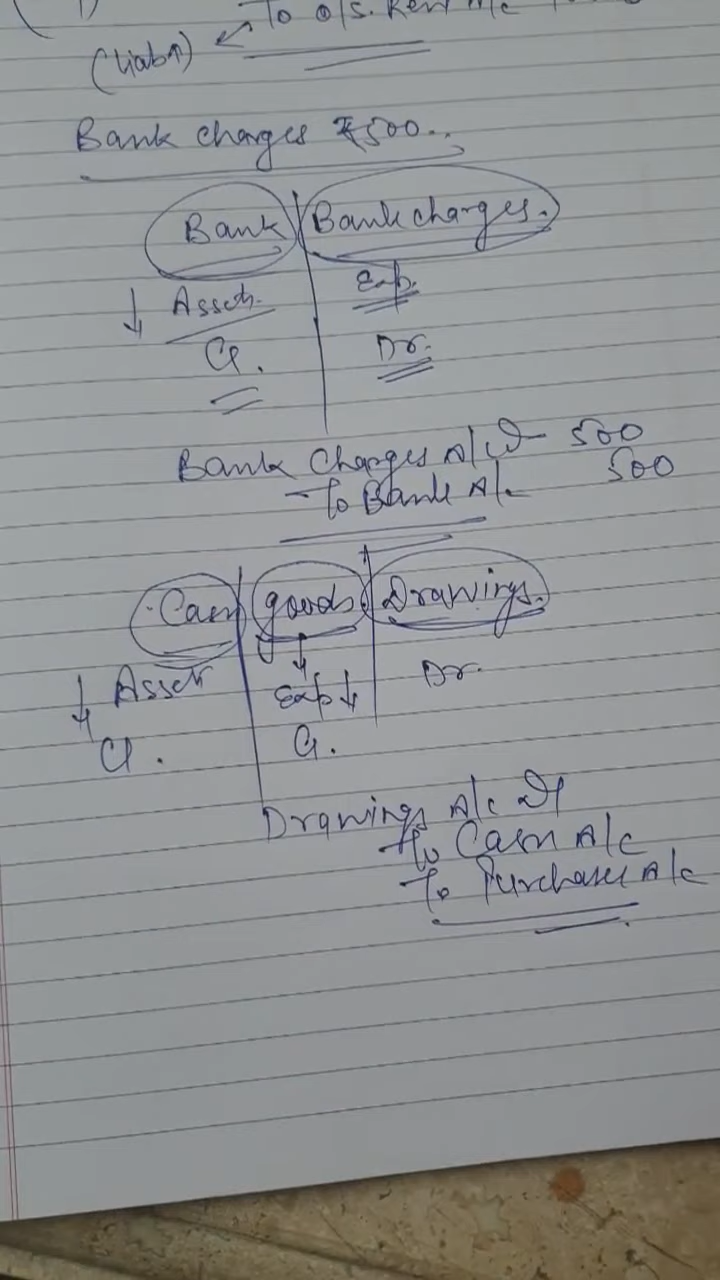 To o/s. Rent A/c
(Liab↑)
Bank charges ₹500..
Bank Bank charges.
↓ Asset. Exp.
Cr. Dr.
Bank Charges A/c Dr 500
To Bank A/c 500
Cash goods. Drawings.
↓ Asset Exp↓ Dr.
Cr. Cr.
Drawings A/c Dr
To Cash A/c
To Purchases A/c